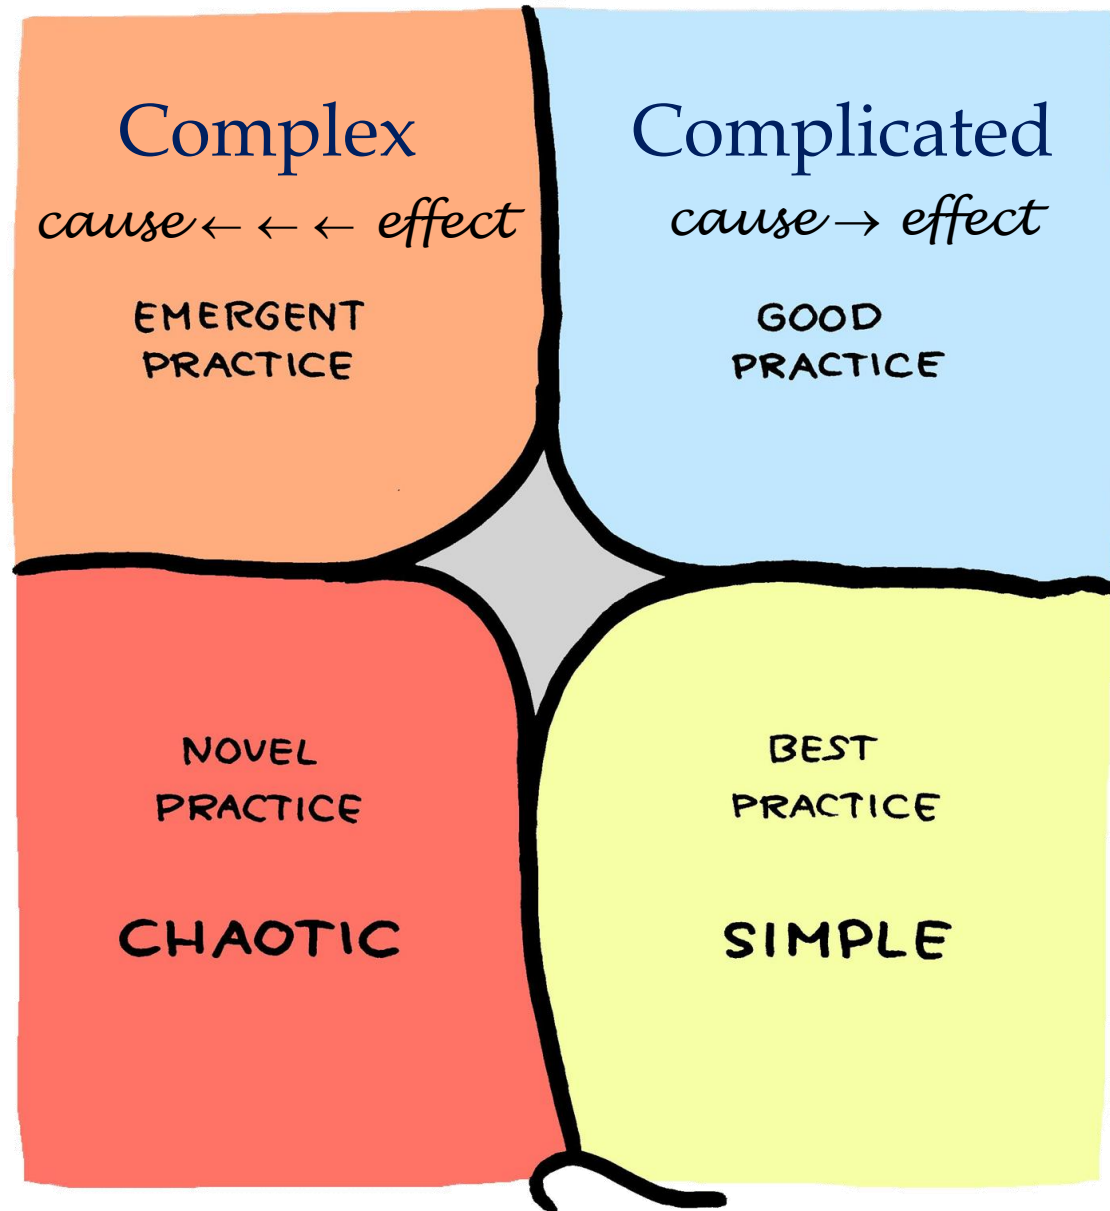 Complex
cause ← ← ← effect
EMERGENT
PRACTICE
Complicated
cause → effect
GOOD
PRACTICE
NOVEL
PRACTICE
CHAOTIC
BEST
PRACTICE
SIMPLE